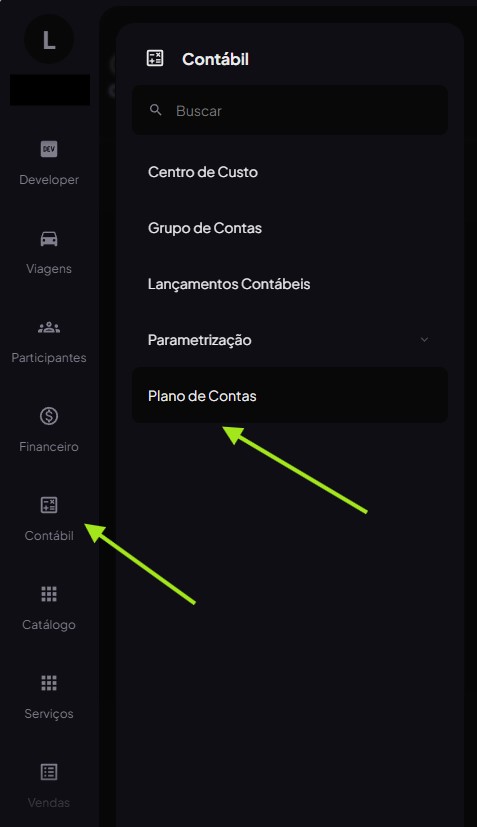 L
DEV
Developer
Viagens
Participantes
Financeiro
Contábil
Catálogo
Serviços
Vendas
Contábil
Buscar
Centro de Custo
Grupo de Contas
Lançamentos Contábeis
Parametrização
Plano de Contas